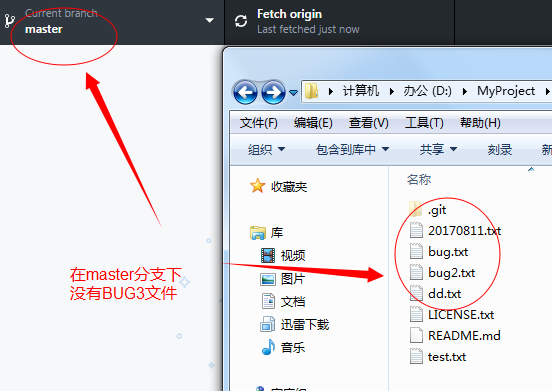 Current branch
master
Fetch origin
Last fetched just now
计算机
办公 (D:)
MyProject
文件(F)
编辑(E)
查看(V)
工具(T)
帮助(H)
组织
包含到库中
共享
刻录
收藏夹
库
视频
图片
文档
迅雷下载
音乐
名称
.git
20170811.txt
bug.txt
bug2.txt
dd.txt
LICENSE.txt
README.md
test.txt
在master分支下
没有BUG3文件